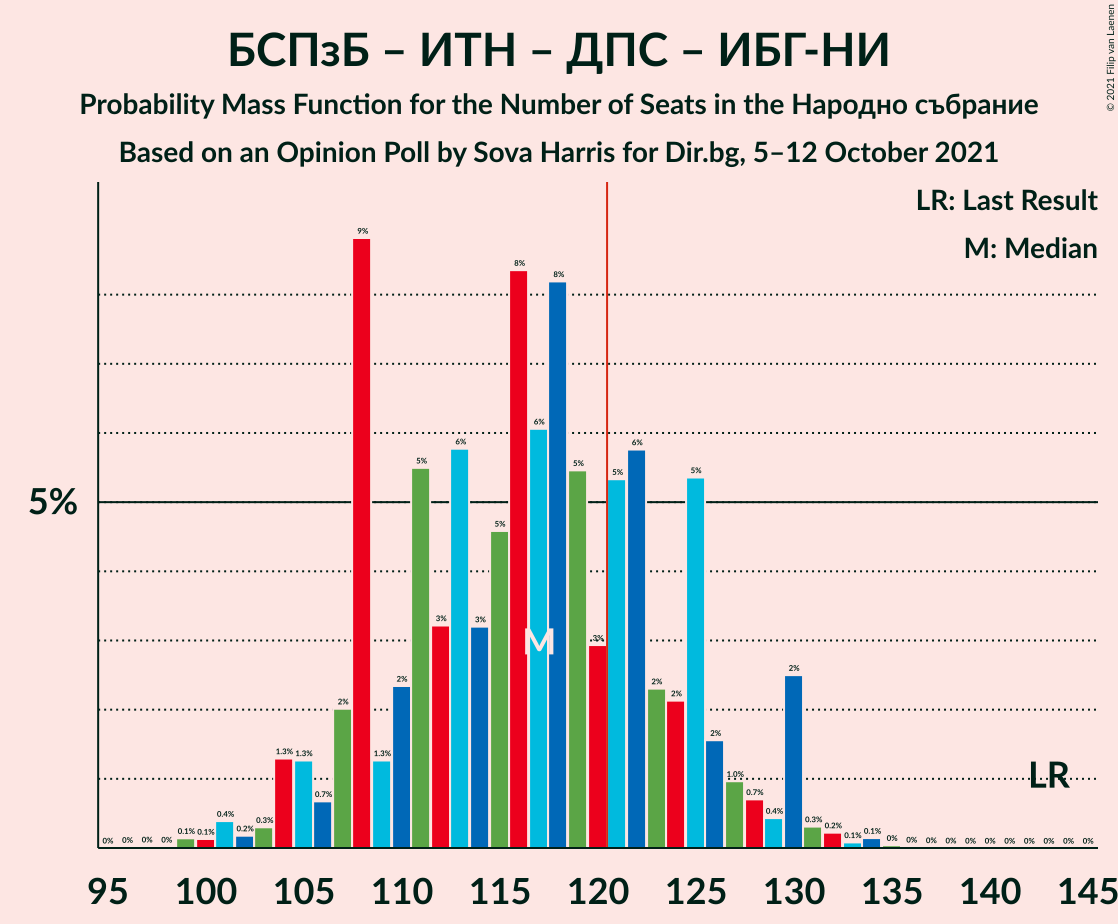 БСПзБ – ИТН – ДПС – ИБГ-НИ
Probability Mass Function for the Number of Seats in the Народно събрание
Based on an Opinion Poll by Sova Harris for Dir.bg, 5–12 October 2021
© 2021 Filip van Laenen
LR: Last Result
M: Median
5%
0% 0% 0% 0% 0.1% 0.1% 0.4% 0.2% 0.3% 1.3% 1.3% 0.7% 2% 9% 1.3% 2% 5% 3% 6% 3% 5% 8% 6% 8% 5% 3% 5% 6% 2% 2% 5% 2% 1.0% 0.7% 0.4% 2% 0.3% 0.2% 0.1% 0.1% 0% 0% 0% 0% 0% 0% 0% 0% 0% 0% 0%
M
LR
95 100 105 110 115 120 125 130 135 140 145